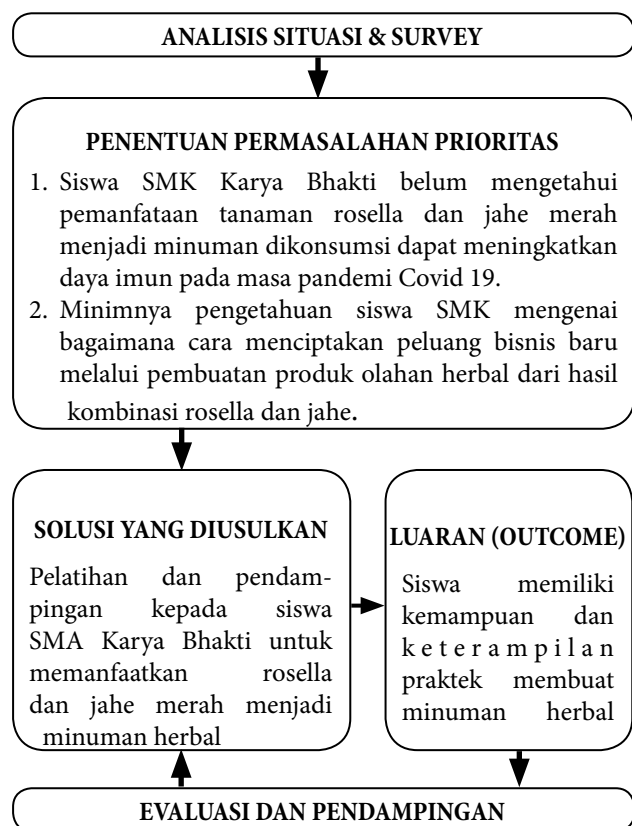 ANALISIS SITUASI & SURVEY
PENENTUAN PERMASALAHAN PRIORITAS
1. Siswa SMK Karya Bhakti belum mengetahui
pemanfataan tanaman rosella dan jahe merah
menjadi minuman dikonsumsi dapat meningkatkan
daya imun pada masa pandemi Covid 19.
2. Minimnya pengetahuan siswa SMK mengenai
bagaimana cara menciptakan peluang bisnis baru
melalui pembuatan produk olahan herbal dari hasil
kombinasi rosella dan jahe.
SOLUSI YANG DIUSULKAN
Pelatihan dan pendam-
pingan kepada siswa
SMA Karya Bhakti untuk
memanfaatkan rosella
dan jahe merah menjadi
minuman herbal
LUARAN (OUTCOME)
Siswa memiliki
kemampuan dan
keterampilan
praktek membuat
minuman herbal
EVALUASI DAN PENDAMPINGAN